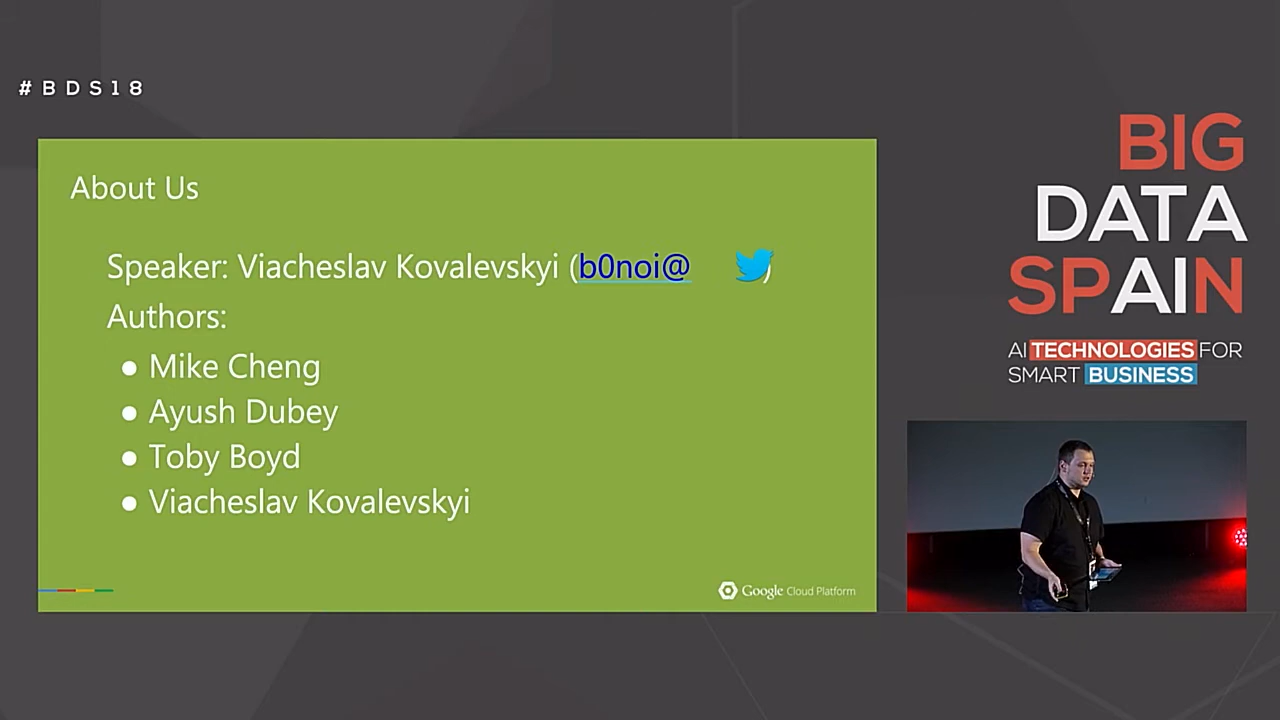 #BDS18
About Us
Speaker: Viacheslav Kovalevskyi (b0noi@ )
Authors:
● Mike Cheng
● Ayush Dubey
● Toby Boyd
● Viacheslav Kovalevskyi
Google Cloud Platform
BIG
DATA
SPAIN
AI TECHNOLOGIES FOR
SMART BUSINESS